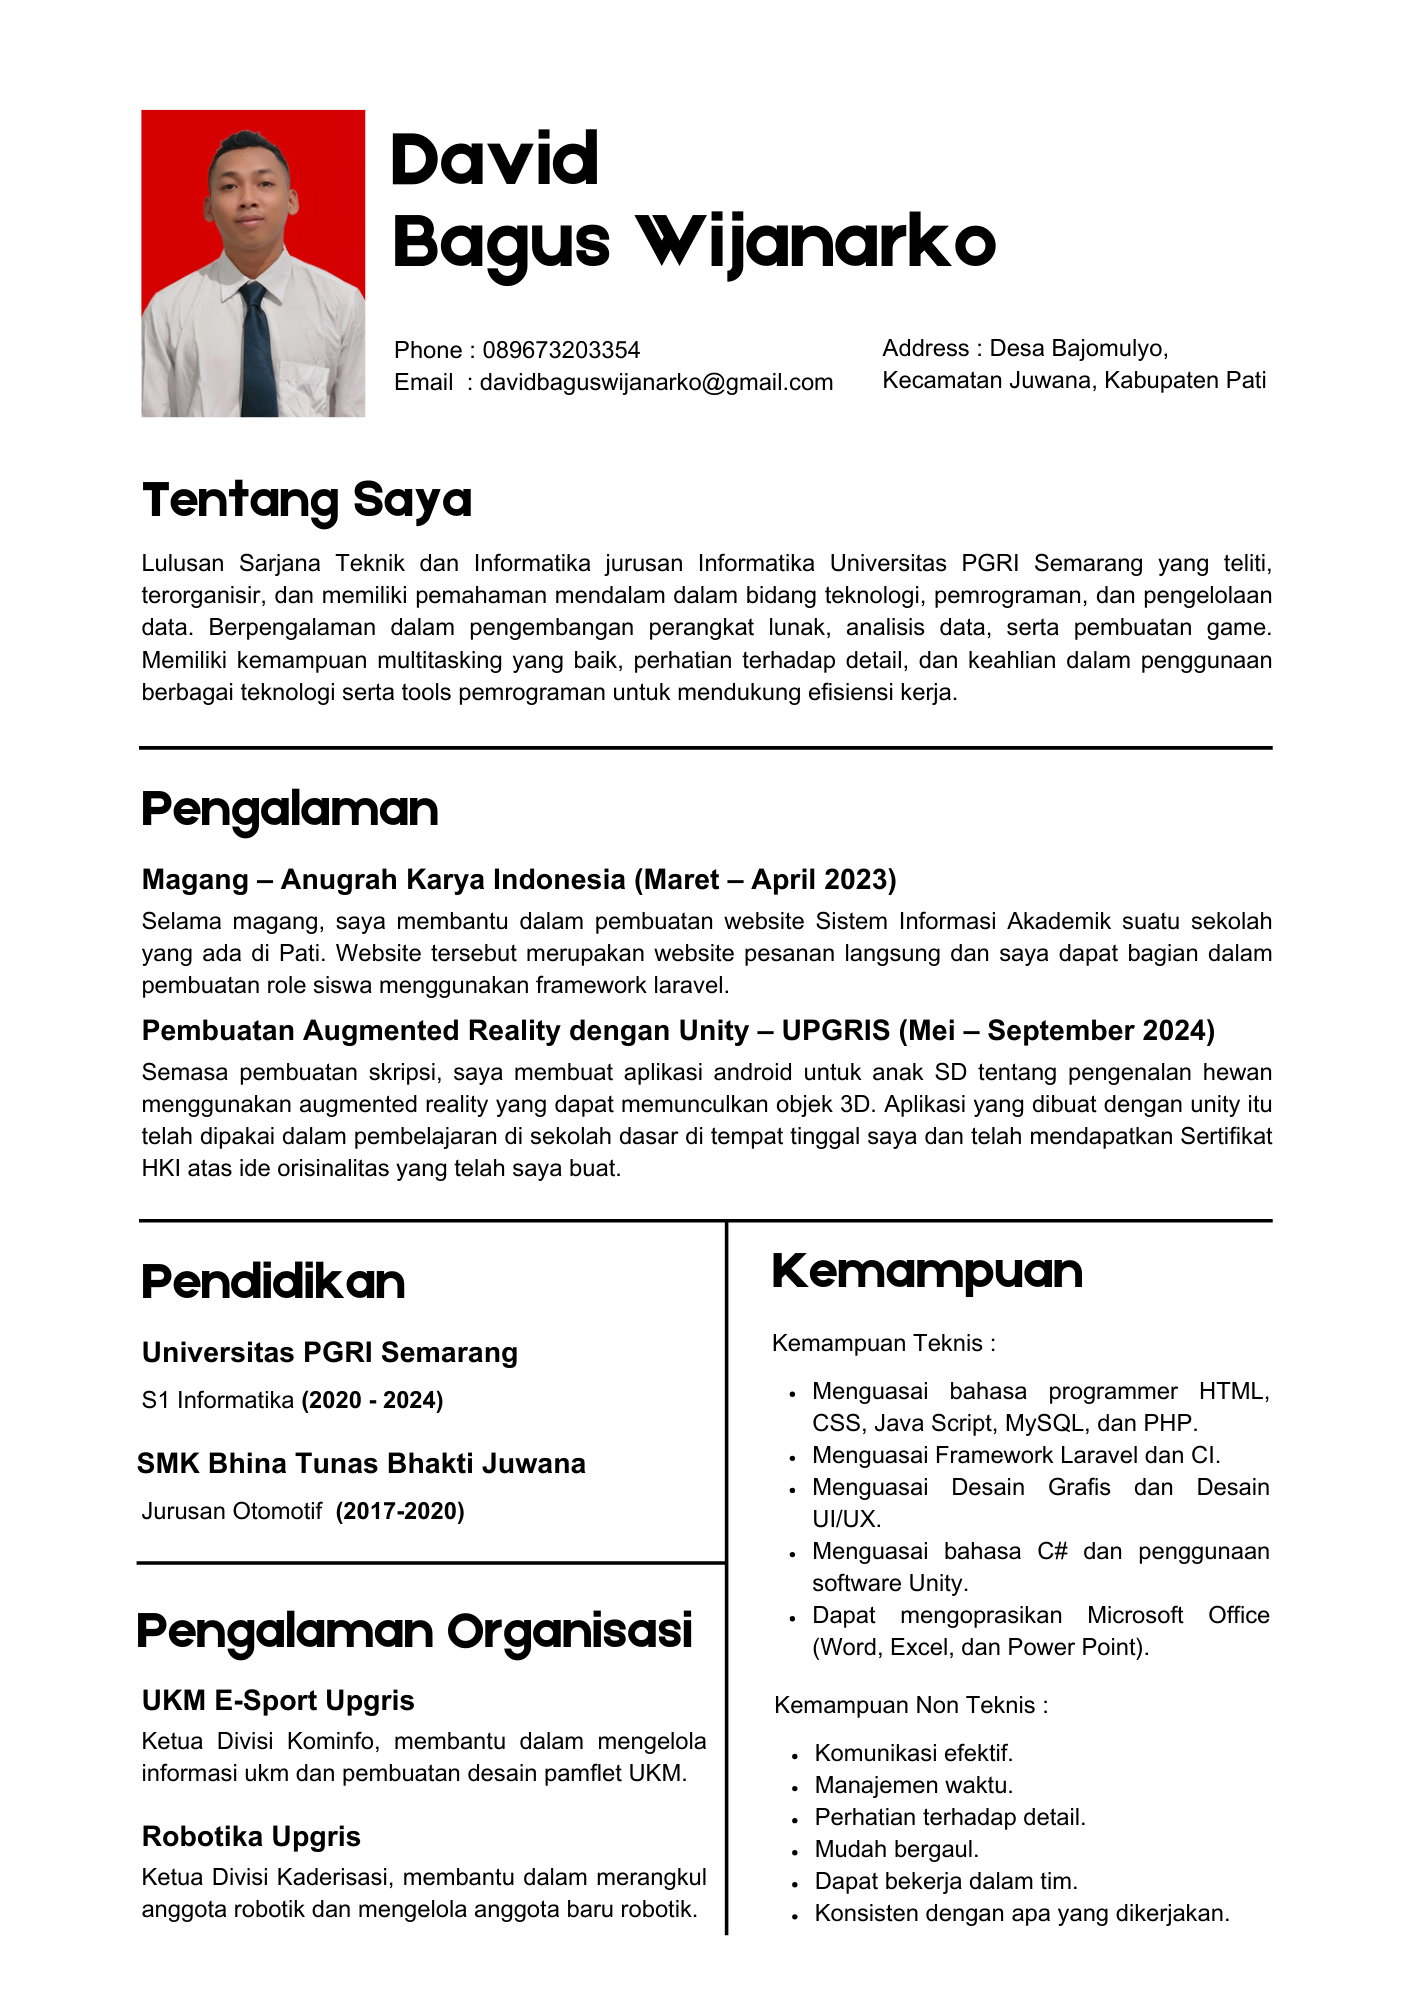 David
Bagus Wijanarko
Phone : 089673203354
Email  : davidbaguswijanarko@gmail.com
Address : Desa Bajomulyo,
Kecamatan Juwana, Kabupaten Pati
Tentang Saya
Lulusan Sarjana Teknik dan Informatika jurusan Informatika Universitas PGRI Semarang yang teliti,
terorganisir, dan memiliki pemahaman mendalam dalam bidang teknologi, pemrograman, dan pengelolaan
data. Berpengalaman dalam pengembangan perangkat lunak, analisis data, serta pembuatan game.
Memiliki kemampuan multitasking yang baik, perhatian terhadap detail, dan keahlian dalam penggunaan
berbagai teknologi serta tools pemrograman untuk mendukung efisiensi kerja.
Pengalaman
Magang – Anugrah Karya Indonesia (Maret – April 2023)
Selama magang, saya membantu dalam pembuatan website Sistem Informasi Akademik suatu sekolah
yang ada di Pati. Website tersebut merupakan website pesanan langsung dan saya dapat bagian dalam
pembuatan role siswa menggunakan framework laravel.
Pembuatan Augmented Reality dengan Unity – UPGRIS (Mei – September 2024)
Semasa pembuatan skripsi, saya membuat aplikasi android untuk anak SD tentang pengenalan hewan
menggunakan augmented reality yang dapat memunculkan objek 3D. Aplikasi yang dibuat dengan unity itu
telah dipakai dalam pembelajaran di sekolah dasar di tempat tinggal saya dan telah mendapatkan Sertifikat
HKI atas ide orisinalitas yang telah saya buat.
Pendidikan
Universitas PGRI Semarang
S1 Informatika (2020 - 2024)
SMK Bhina Tunas Bhakti Juwana
Jurusan Otomotif  (2017-2020)
Pengalaman Organisasi
UKM E-Sport Upgris
Ketua Divisi Kominfo, membantu dalam mengelola
informasi ukm dan pembuatan desain pamflet UKM.
Robotika Upgris
Ketua Divisi Kaderisasi, membantu dalam merangkul
anggota robotik dan mengelola anggota baru robotik.
Kemampuan
Kemampuan Teknis :
• Menguasai bahasa programmer HTML,
CSS, Java Script, MySQL, dan PHP.
• Menguasai Framework Laravel dan CI.
• Menguasai Desain Grafis dan Desain
UI/UX.
• Menguasai bahasa C# dan penggunaan
software Unity.
• Dapat mengoprasikan Microsoft Office
(Word, Excel, dan Power Point).
Kemampuan Non Teknis :
• Komunikasi efektif.
• Manajemen waktu.
• Perhatian terhadap detail.
• Mudah bergaul.
• Dapat bekerja dalam tim.
• Konsisten dengan apa yang dikerjakan.